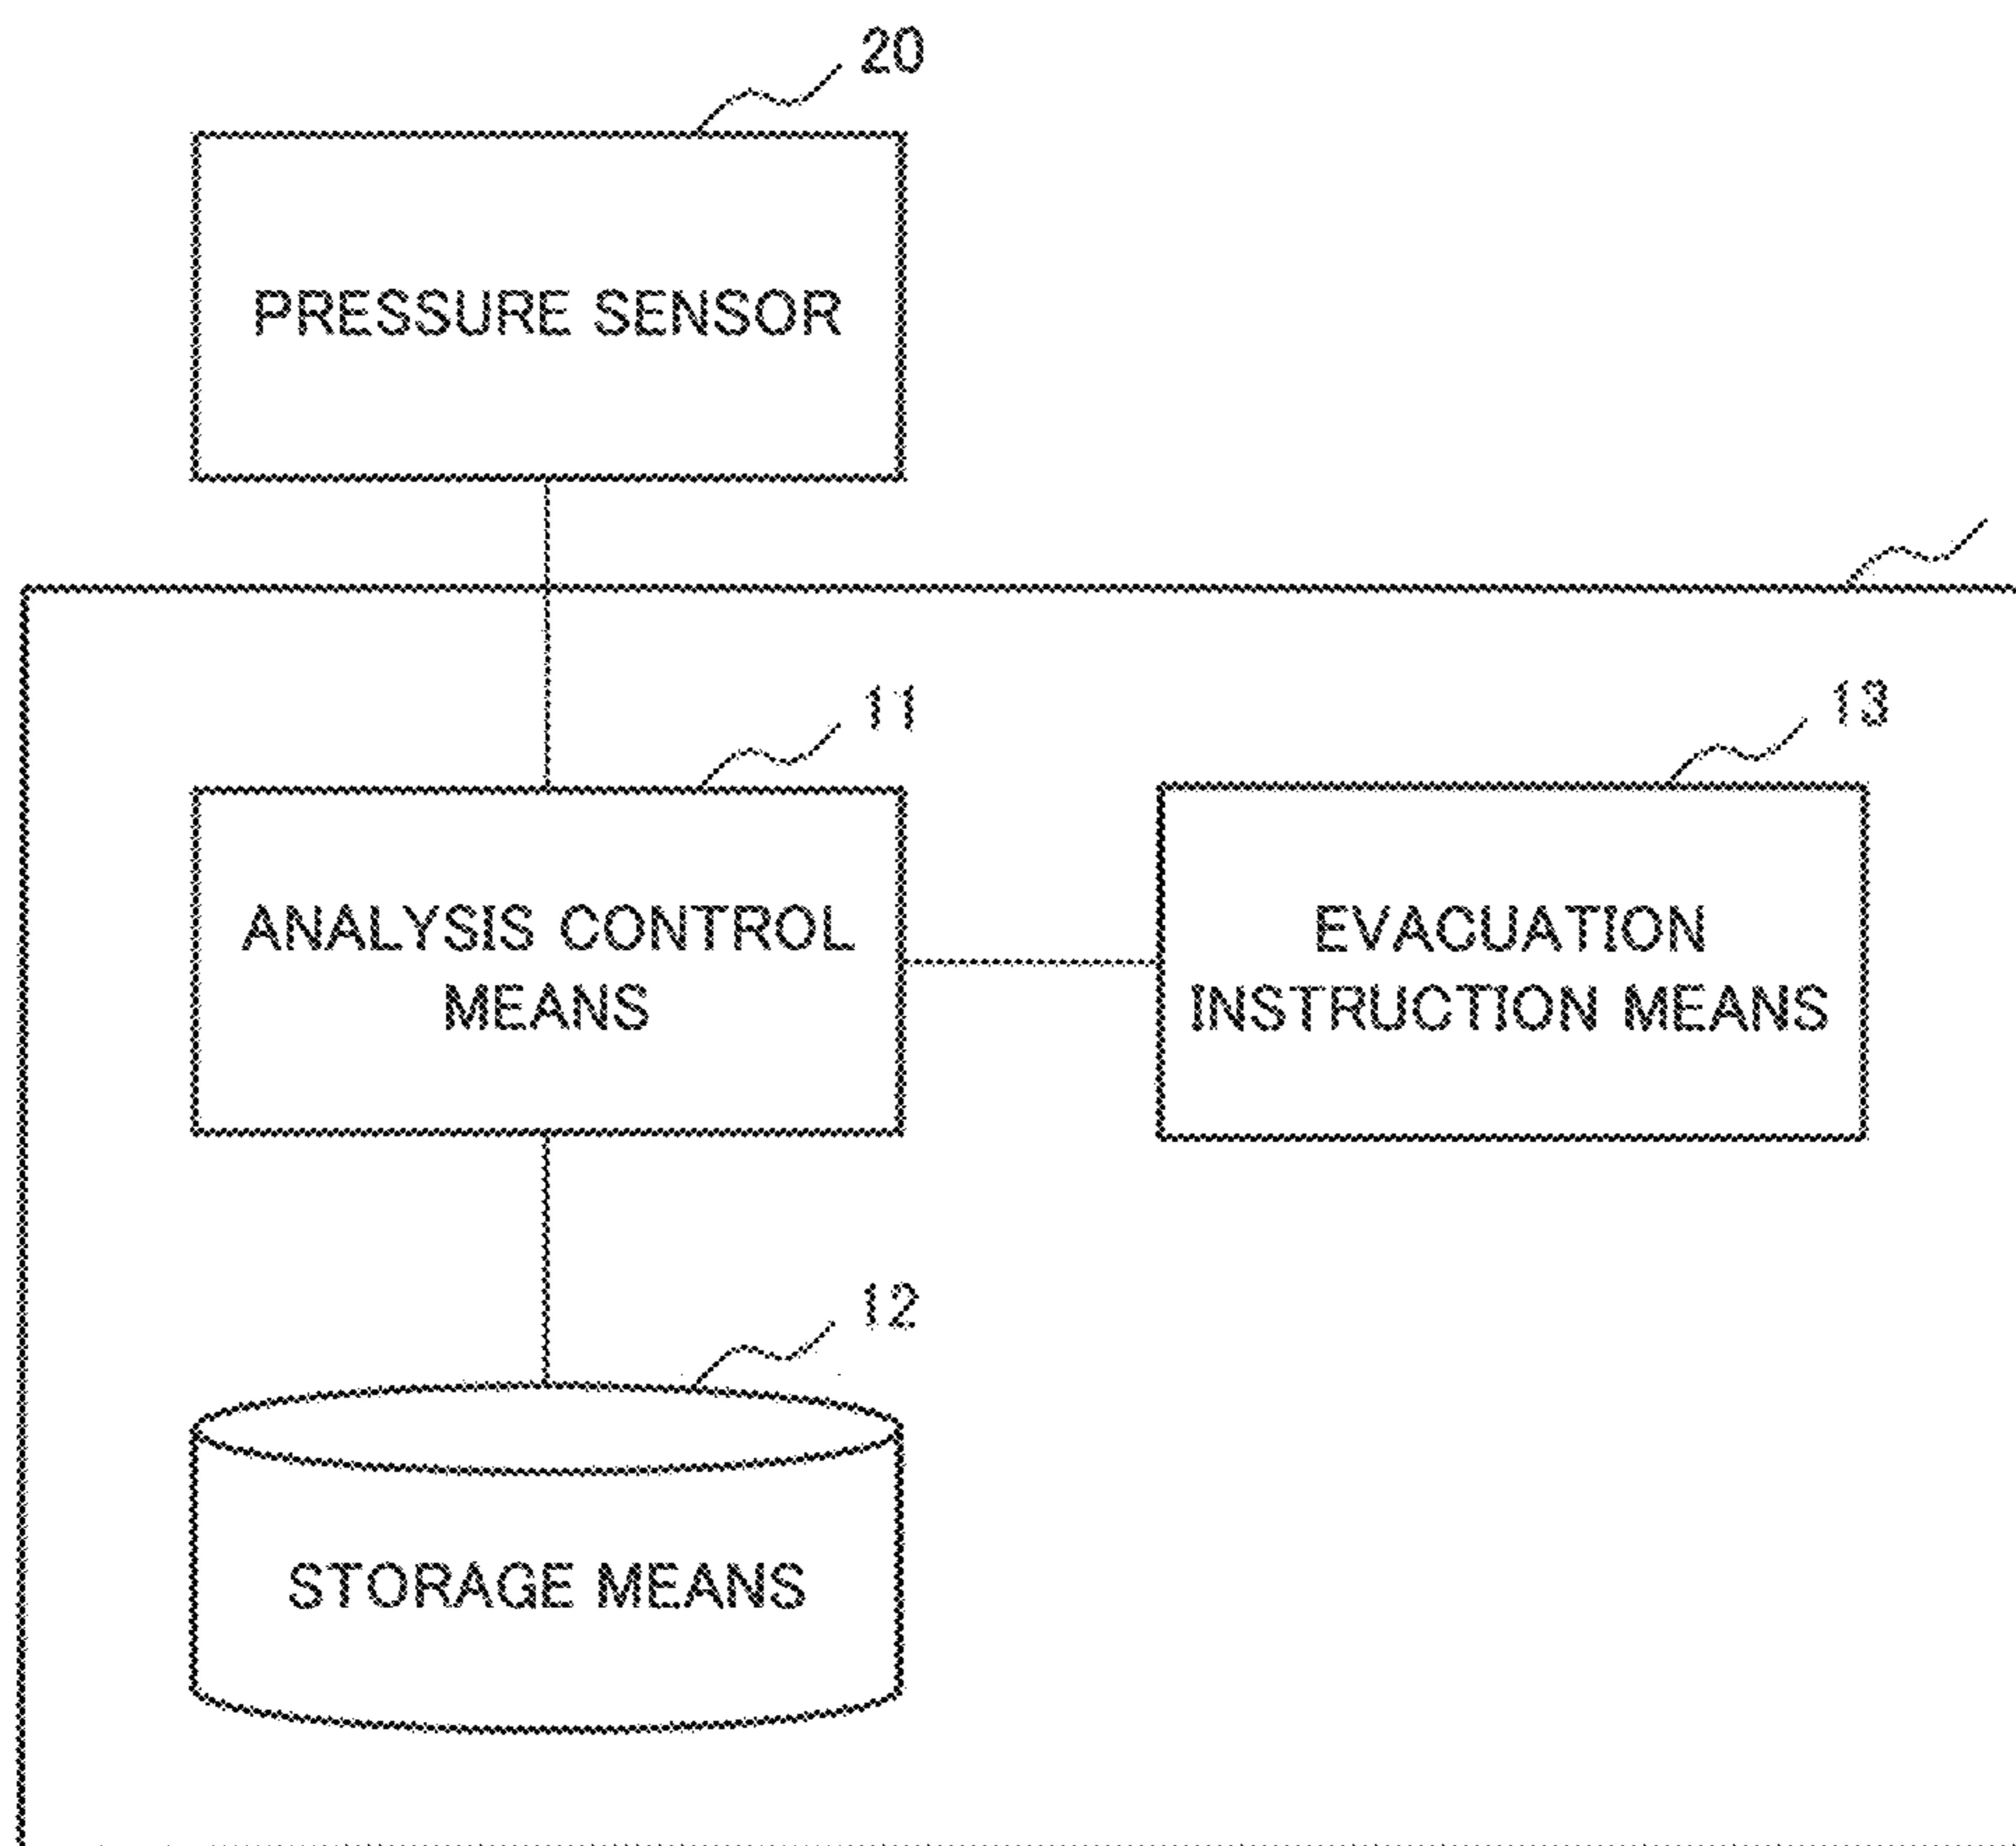 20
PRESSURE SENSOR
11
13
ANALYSIS CONTROL
MEANS
EVACUATION
INSTRUCTION MEANS
12
STORAGE MEANS